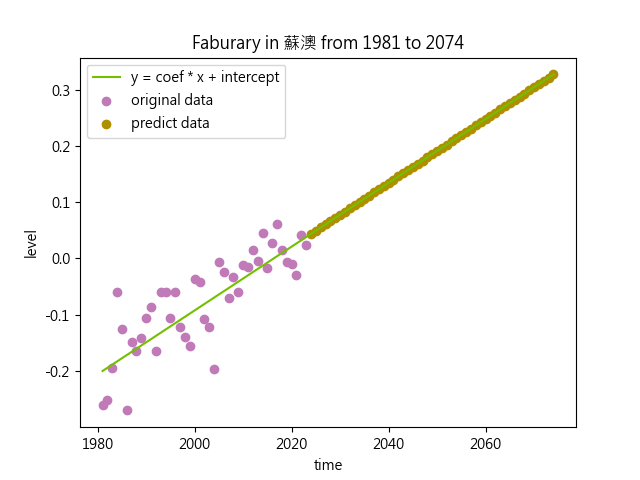 Faburary in 蘇澳 from 1981 to 2074
y = coef * x + intercept
original data
predict data
0.3
0.2
0.1
0.0
-0.1
-0.2
level
1980 2000 2020 2040 2060
time